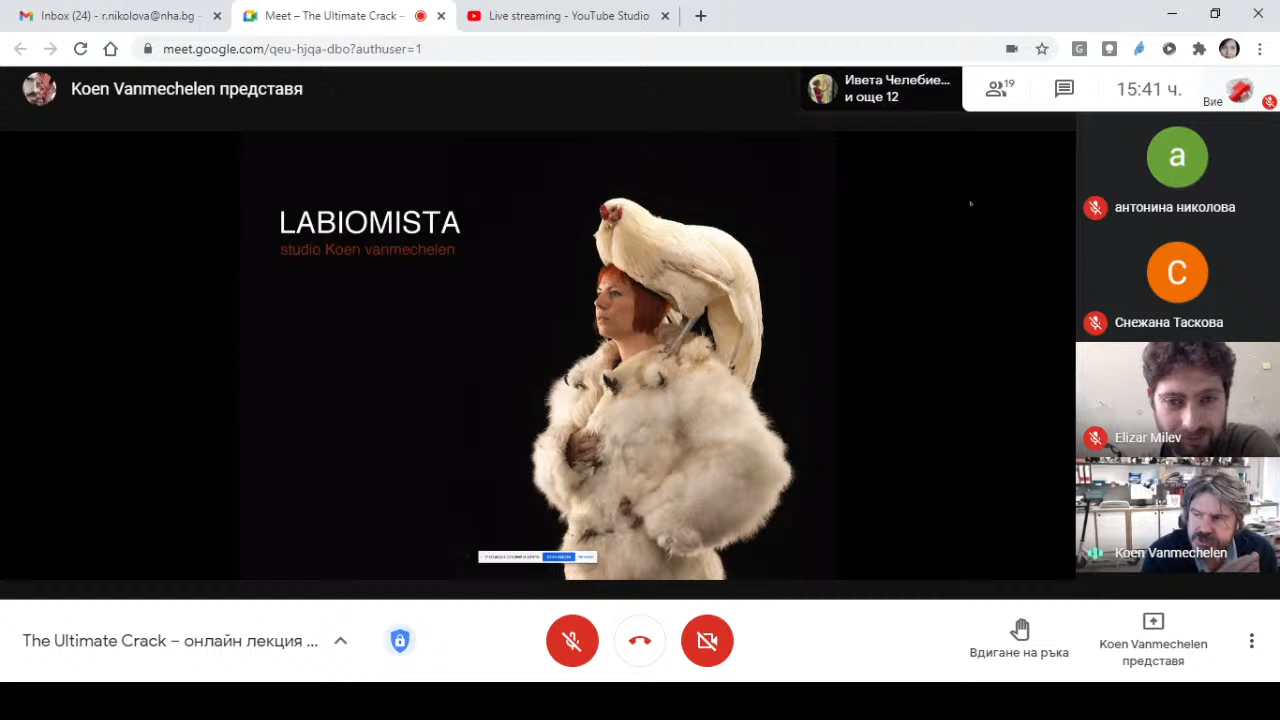 Inbox (24) - r.nikolova@nha.bg -
Meet – The Ultimate Crack –
Live streaming - YouTube Studio
meet.google.com/qeu-hjqa-dbo?authuser=1
Koen Vanmechelen представя
Ивета Челебие...
и още 12
19
15:41 ч.
Вие
LABIOMISTA
studio Koen vanmechelen
a
антонина николова
С
Снежана Таскова
Elizar Milev
Koen Vanmechelen
The Ultimate Crack – онлайн лекция ...
Вдигане на ръка
Koen Vanmechelen
представя